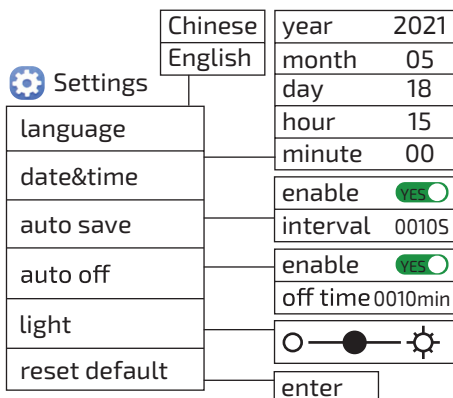 Chinese
English
Settings
language
date&time
auto save
auto off
light
reset default
year 2021
month 05
day 18
hour 15
minute 00
enable YES
interval 0010S
enable YES
off time 0010min
enter